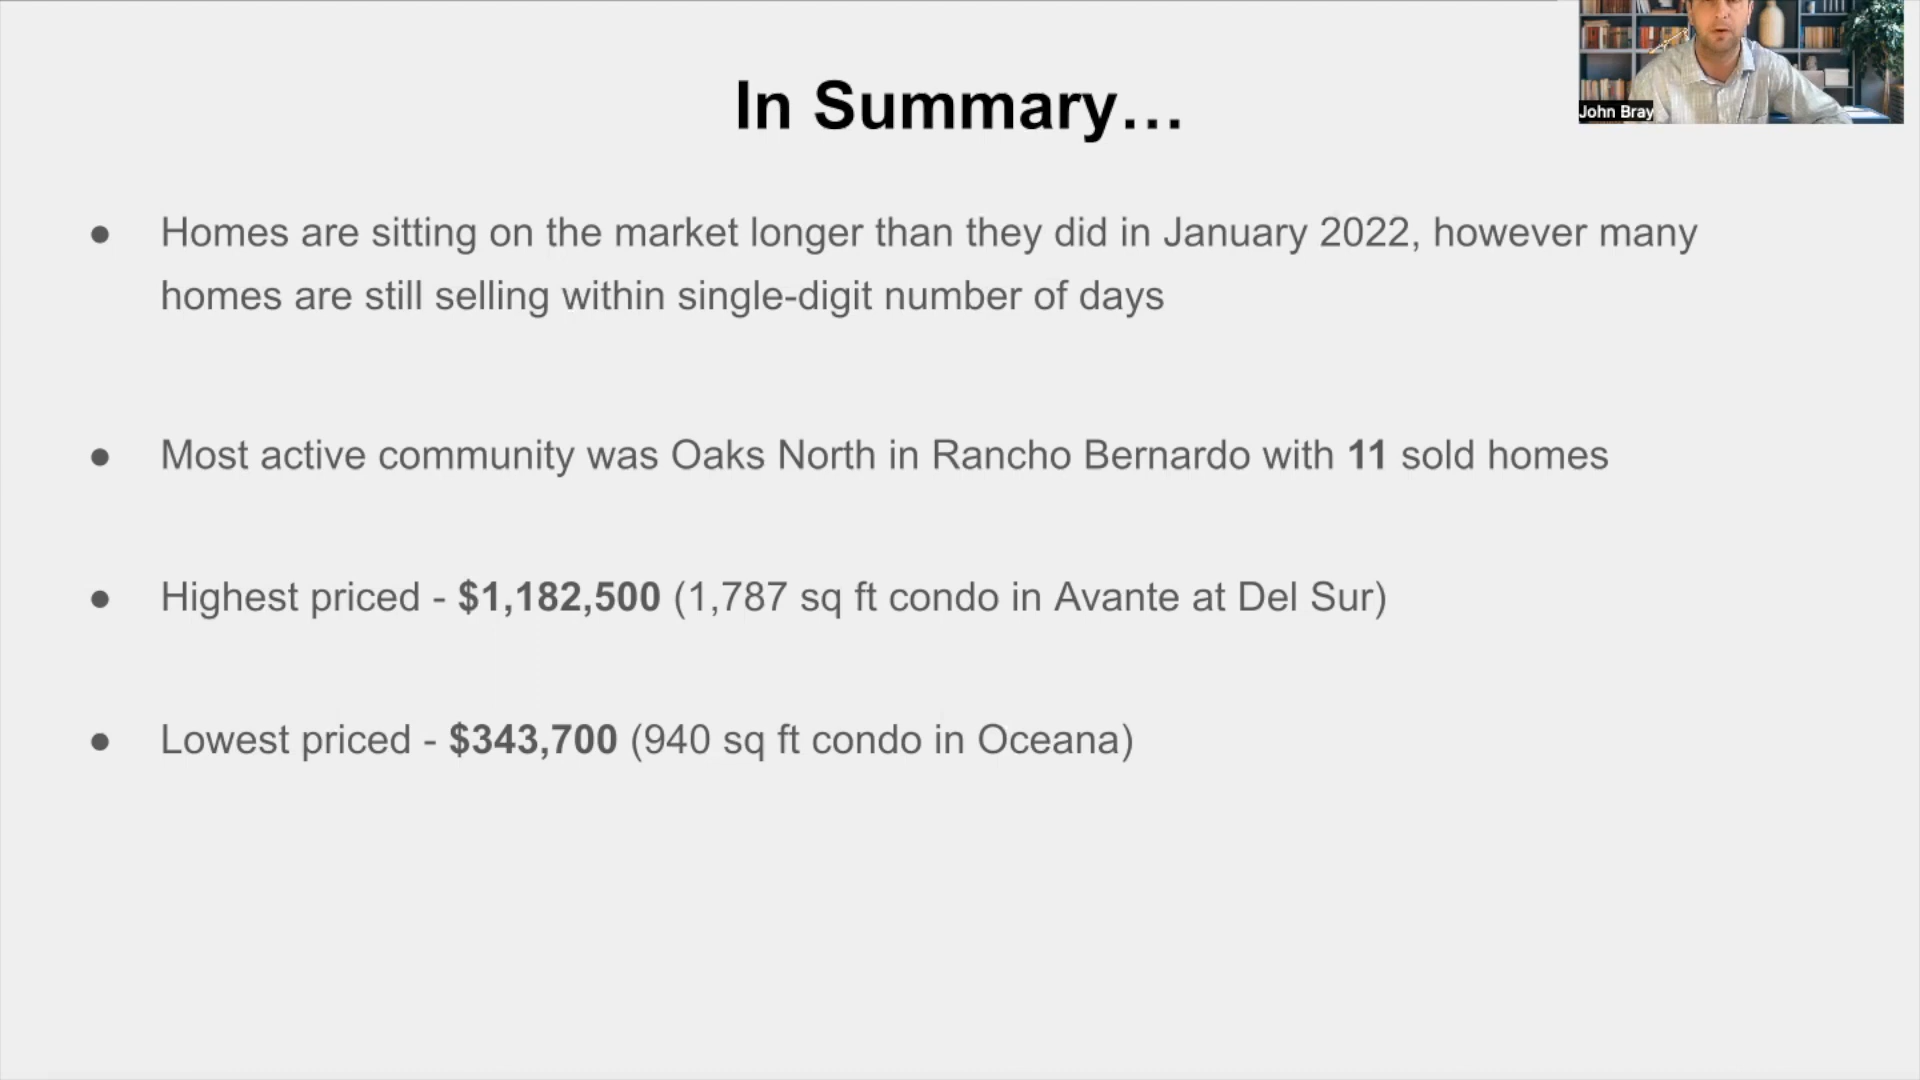 In Summary…
John Bray
● Homes are sitting on the market longer than they did in January 2022, however many
homes are still selling within single-digit number of days
● Most active community was Oaks North in Rancho Bernardo with 11 sold homes
● Highest priced - $1,182,500 (1,787 sq ft condo in Avante at Del Sur)
● Lowest priced - $343,700 (940 sq ft condo in Oceana)